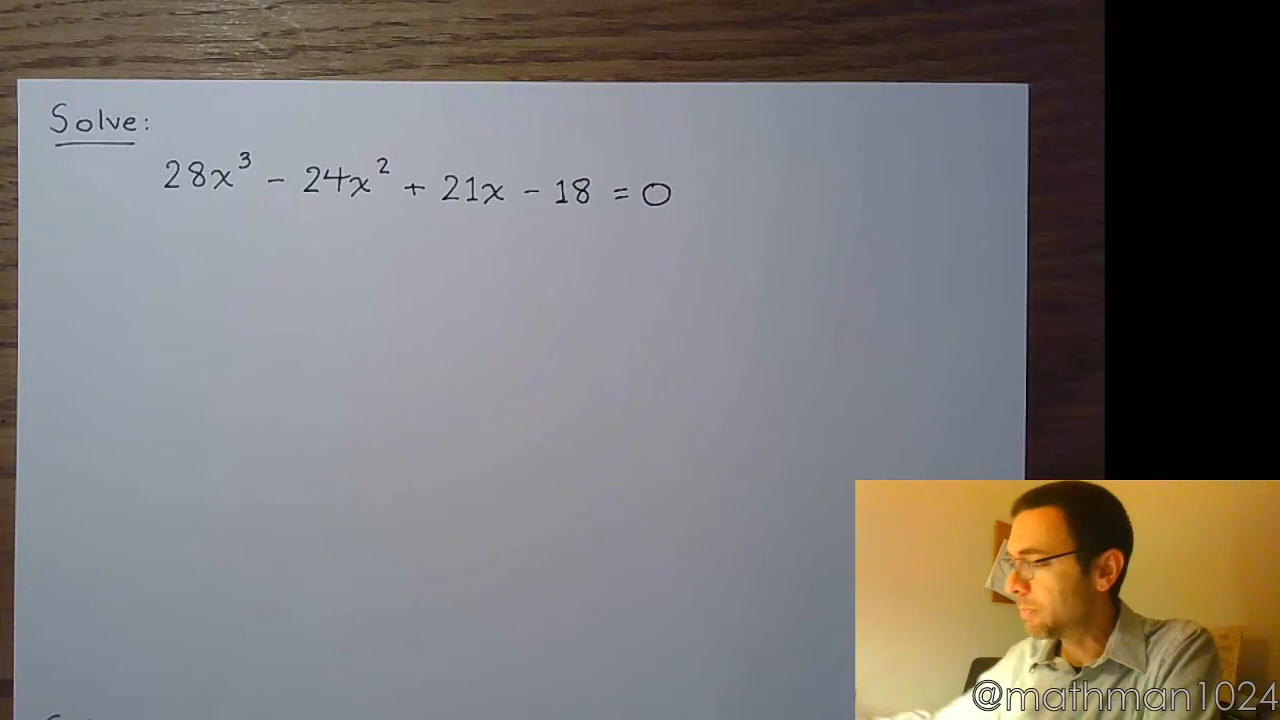 Solve:
28x³ - 24x² + 21x - 18 = 0
@mathman1024